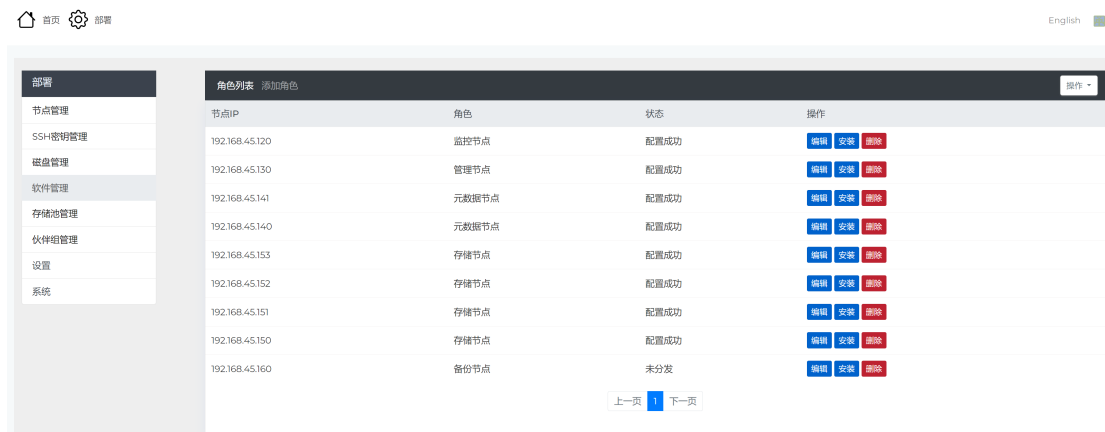 首页 部署 English
部署
节点管理
SSH密钥管理
磁盘管理
软件管理
存储池管理
伙伴组管理
设置
系统
角色列表 添加角色 操作
节点IP 角色 状态 操作
192.168.45.120 监控节点 配置成功 编辑 安装 删除
192.168.45.130 管理节点 配置成功 编辑 安装 删除
192.168.45.141 元数据节点 配置成功 编辑 安装 删除
192.168.45.140 元数据节点 配置成功 编辑 安装 删除
192.168.45.153 存储节点 配置成功 编辑 安装 删除
192.168.45.152 存储节点 配置成功 编辑 安装 删除
192.168.45.151 存储节点 配置成功 编辑 安装 删除
192.168.45.150 存储节点 配置成功 编辑 安装 删除
192.168.45.160 备份节点 未分发 编辑 安装 删除
上一页 1 下一页